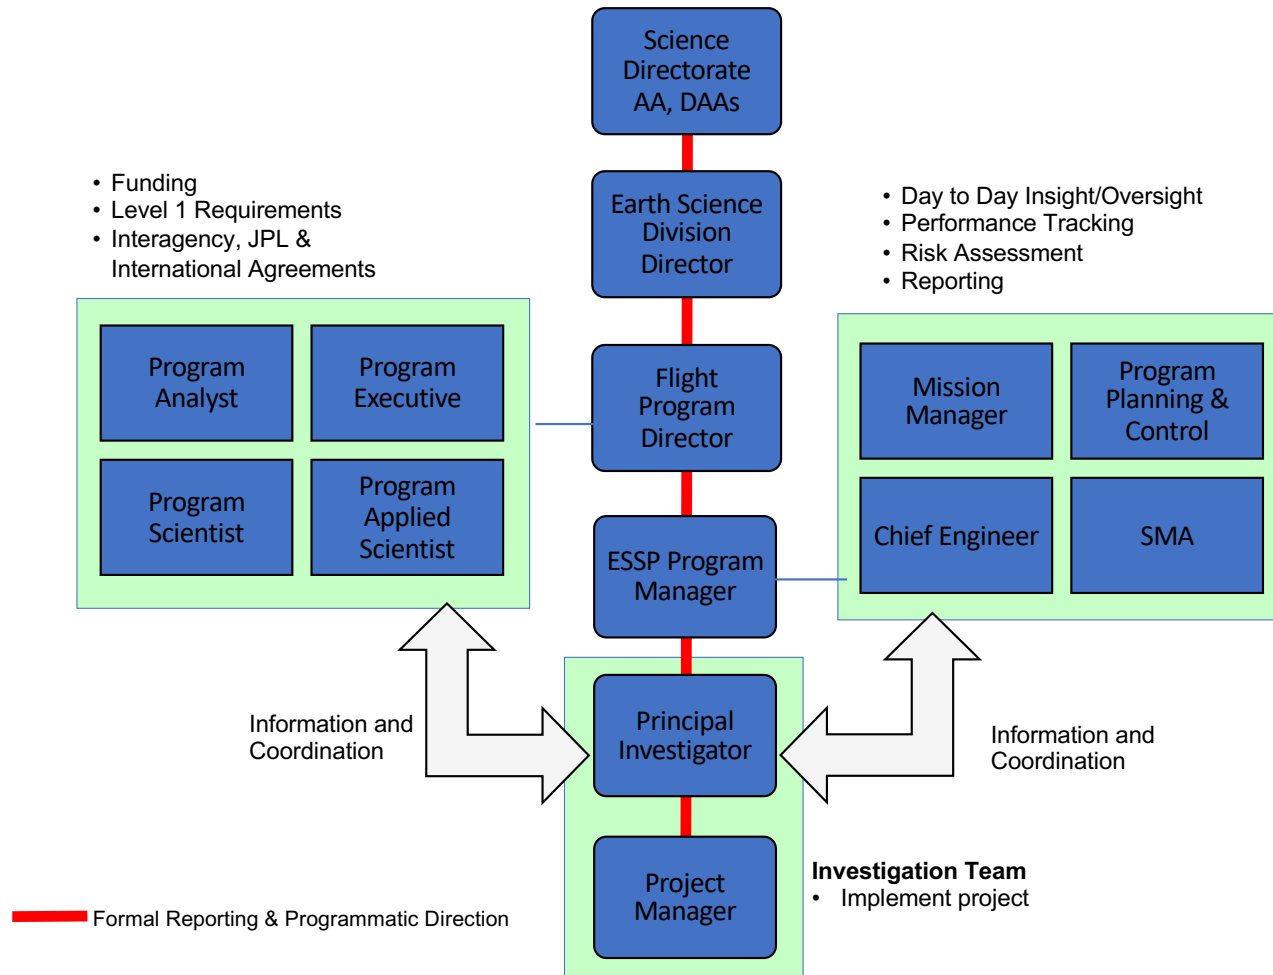 Science
Directorate
AA, DAAs
• Funding
• Level 1 Requirements
• Interagency, JPL &
International Agreements
Earth Science
Division
Director
• Day to Day Insight/Oversight
• Performance Tracking
• Risk Assessment
• Reporting
Program
Analyst
Program
Executive
Program
Scientist
Program
Applied
Scientist
Flight
Program
Director
Mission
Manager
Program
Planning &
Control
Chief Engineer
SMA
ESSP Program
Manager
Information and
Coordination
Principal
Investigator
Information and
Coordination
Project
Manager
Investigation Team
• Implement project
Formal Reporting & Programmatic Direction